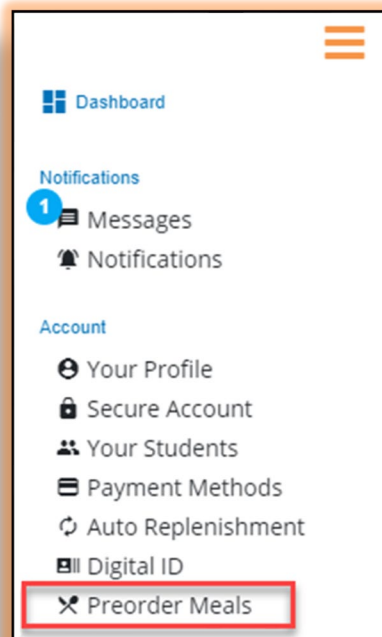 Dashboard
Notifications
1
Messages
Notifications
Account
Your Profile
Secure Account
Your Students
Payment Methods
Auto Replenishment
Digital ID
Preorder Meals